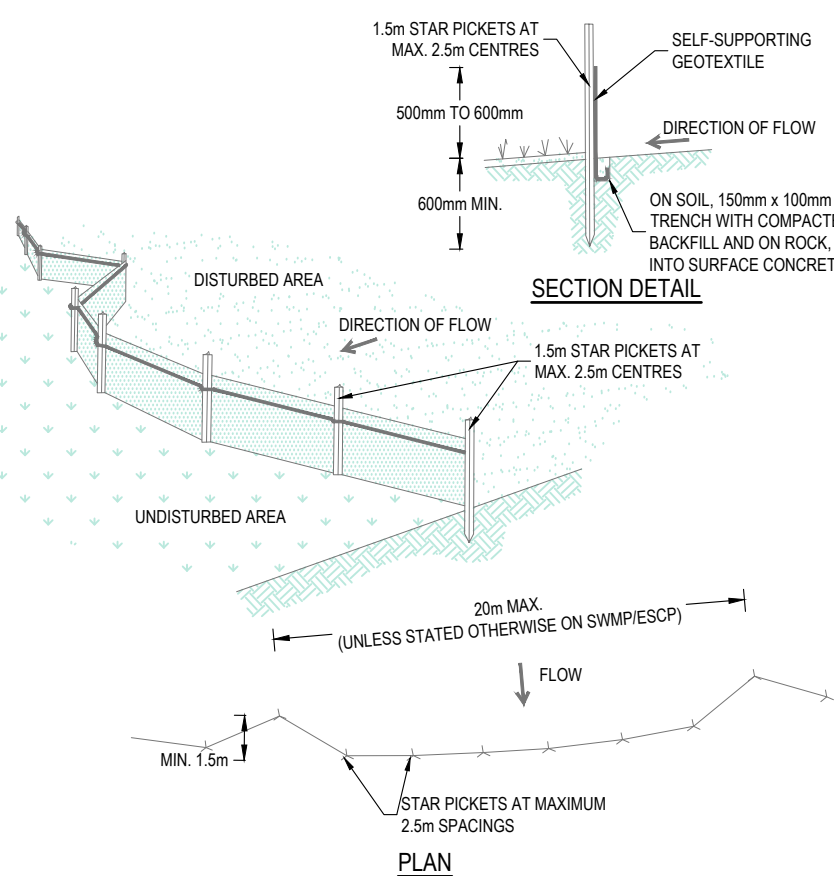 1.5m STAR PICKETS AT
MAX. 2.5m CENTRES
SELF-SUPPORTING
GEOTEXTILE
500mm TO 600mm
DIRECTION OF FLOW
600mm MIN.
ON SOIL, 150mm x 100mm
TRENCH WITH COMPACTE
BACKFILL AND ON ROCK,
INTO SURFACE CONCRET
SECTION DETAIL
DISTURBED AREA
DIRECTION OF FLOW
1.5m STAR PICKETS AT
MAX. 2.5m CENTRES
UNDISTURBED AREA
20m MAX.
(UNLESS STATED OTHERWISE ON SWMP/ESCP)
FLOW
MIN. 1.5m
STAR PICKETS AT MAXIMUM
2.5m SPACINGS
PLAN